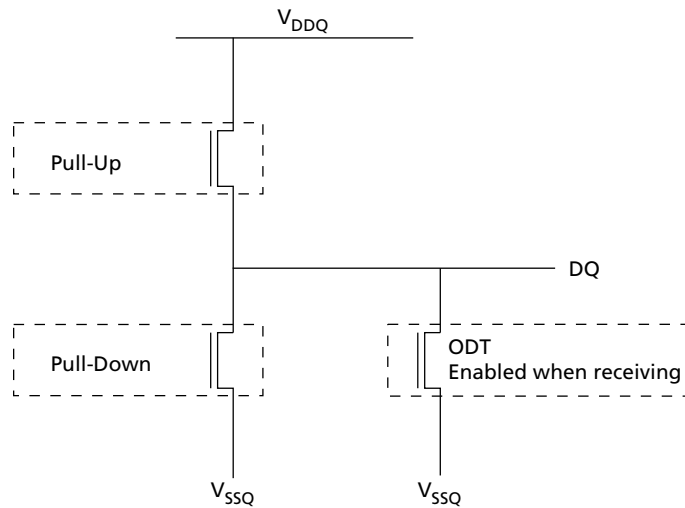 VDDQ
Pull-Up
DQ
Pull-Down
ODT
Enabled when receiving
VSSQ
VSSQ